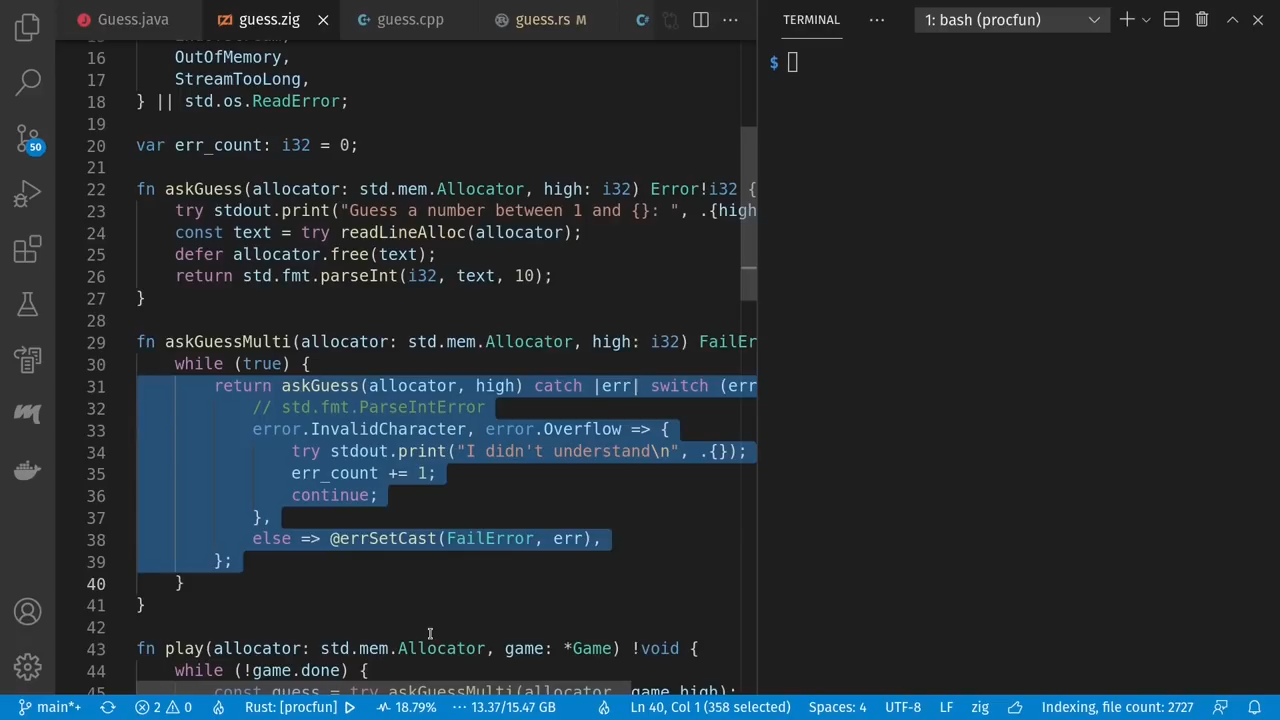 Guess.java
guess.zig
guess.cpp
guess.rs M
TERMINAL
1: bash (procfun)
$
16 OutOfMemory,
17 StreamTooLong,
18 } || std.os.ReadError;
19
20 var err_count: i32 = 0;
21
22 fn askGuess(allocator: std.mem.Allocator, high: i32) Error!i32 {
23 try stdout.print("Guess a number between 1 and {}: ", .{high
24 const text = try readLineAlloc(allocator);
25 defer allocator.free(text);
26 return std.fmt.parseInt(i32, text, 10);
27 }
28
29 fn askGuessMulti(allocator: std.mem.Allocator, high: i32) FailEr
30 while (true) {
31 return askGuess(allocator, high) catch |err| switch (err
32 // std.fmt.ParseIntError
33 error.InvalidCharacter, error.Overflow => {
34 try stdout.print("I didn't understand\n", .{});
35 err_count += 1;
36 continue;
37 },
38 else => @errSetCast(FailError, err),
39 };
40 }
41 }
42
43 fn play(allocator: std.mem.Allocator, game: *Game) !void {
44 while (!game.done) {
45 const guess = try askGuessMulti(allocator, game.high);
50
main*+
2
0
Rust: [procfun]
18.79%
13.37/15.47 GB
Ln 40, Col 1 (358 selected)
Spaces: 4
UTF-8
LF
zig
Indexing, file count: 2727